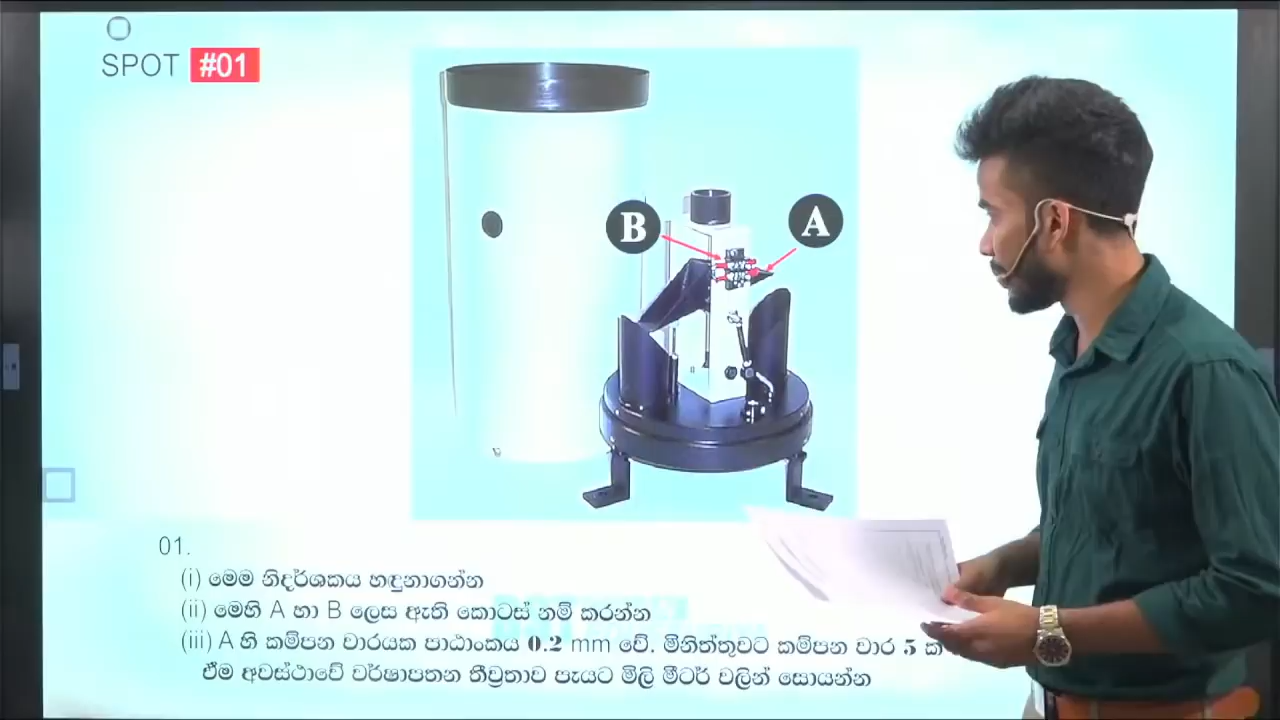 SPOT #01
B
A
01.
(i) මෙම නිදර්ශකය හඳුනාගන්න
(ii) මෙහි A හා B ලෙස ඇති කොටස් නම් කරන්න
(iii) A හි කම්පන වාරයක පාඨාංකය 0.2 mm වේ. මිනිත්තුවට කම්පන වාර 5 ක්
ඒම අවස්ථාවේ වර්ෂාපතන තීව්‍රතාව පැයට මිලි මීටර් වලින් සොයන්න